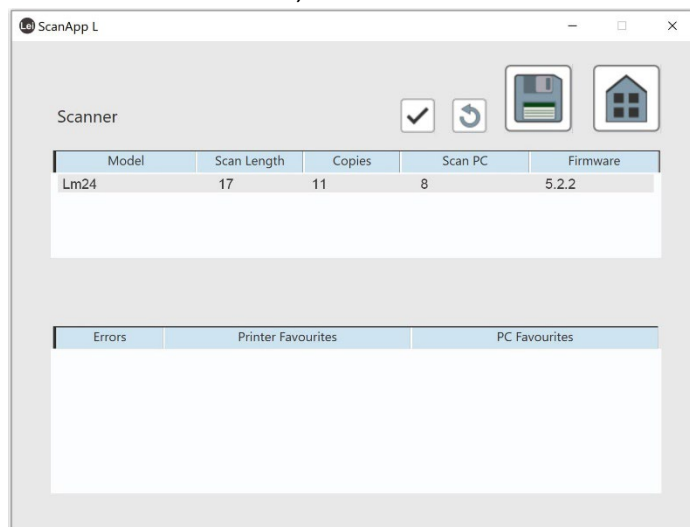 Lei ScanApp L
Scanner
Model Scan Length Copies Scan PC Firmware
Lm24 17 11 8 5.2.2
Errors Printer Favourites PC Favourites